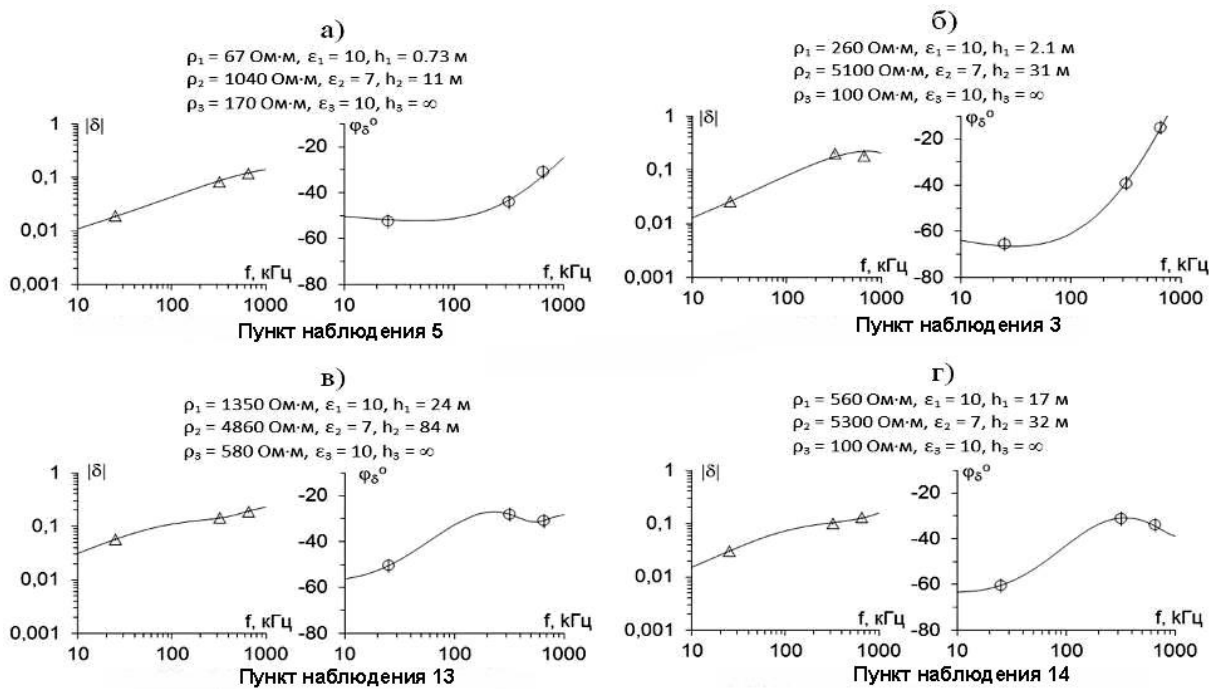 а)
ρ₁ = 67 Ом·м, ε₁ = 10, h₁ = 0.73 м
ρ₂ = 1040 Ом·м, ε₂ = 7, h₂ = 11 м
ρ₃ = 170 Ом·м, ε₃ = 10, h₃ = ∞
|δ|
1
0,1
0,01
0,001
f, кГц
10 100 1000
φδ°
-20
-40
-60
-80
f, kГц
10 100 1000
Пункт наблюдения 5
б)
ρ₁ = 260 Ом·м, ε₁ = 10, h₁ = 2.1 м
ρ₂ = 5100 Ом·м, ε₂ = 7, h₂ = 31 м
ρ₃ = 100 Ом·м, ε₃ = 10, h₃ = ∞
|δ|
1
0,1
0,01
0,001
f, кГц
10 100 1000
φδ°
-20
-40
-60
-80
f, kГц
10 100 1000
Пункт наблюдения 3
в)
ρ₁ = 1350 Ом·м, ε₁ = 10, h₁ = 24 м
ρ₂ = 4860 Ом·м, ε₂ = 7, h₂ = 84 м
ρ₃ = 580 Ом·м, ε₃ = 10, h₃ = ∞
|δ|
1
0,1
0,01
0,001
f, кГц
10 100 1000
φδ°
-20
-40
-60
-80
f, kГц
10 100 1000
Пункт наблюдения 13
г)
ρ₁ = 560 Ом·м, ε₁ = 10, h₁ = 17 м
ρ₂ = 5300 Ом·м, ε₂ = 7, h₂ = 32 м
ρ₃ = 100 Ом·м, ε₃ = 10, h₃ = ∞
|δ|
1
0,1
0,01
0,001
f, кГц
10 100 1000
φδ°
-20
-40
-60
-80
f, kГц
10 100 1000
Пункт наблюдения 14